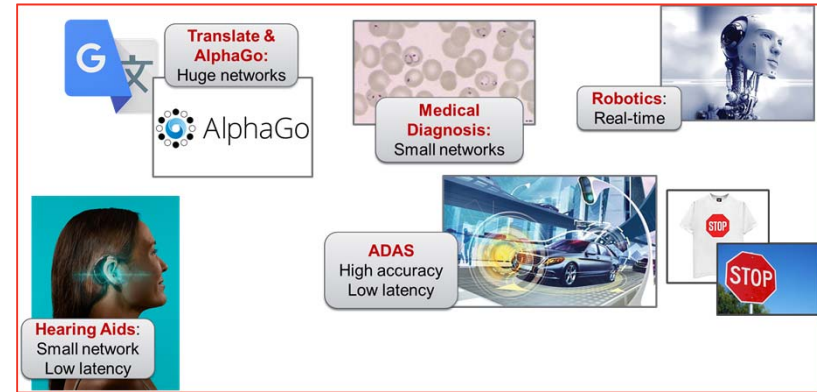 G
文
Translate &
AlphaGo:
Huge networks
AlphaGo
Medical
Diagnosis:
Small networks
Robotics:
Real-time
Hearing Aids:
Small network
Low latency
ADAS
High accuracy
Low latency
STOP
STOP